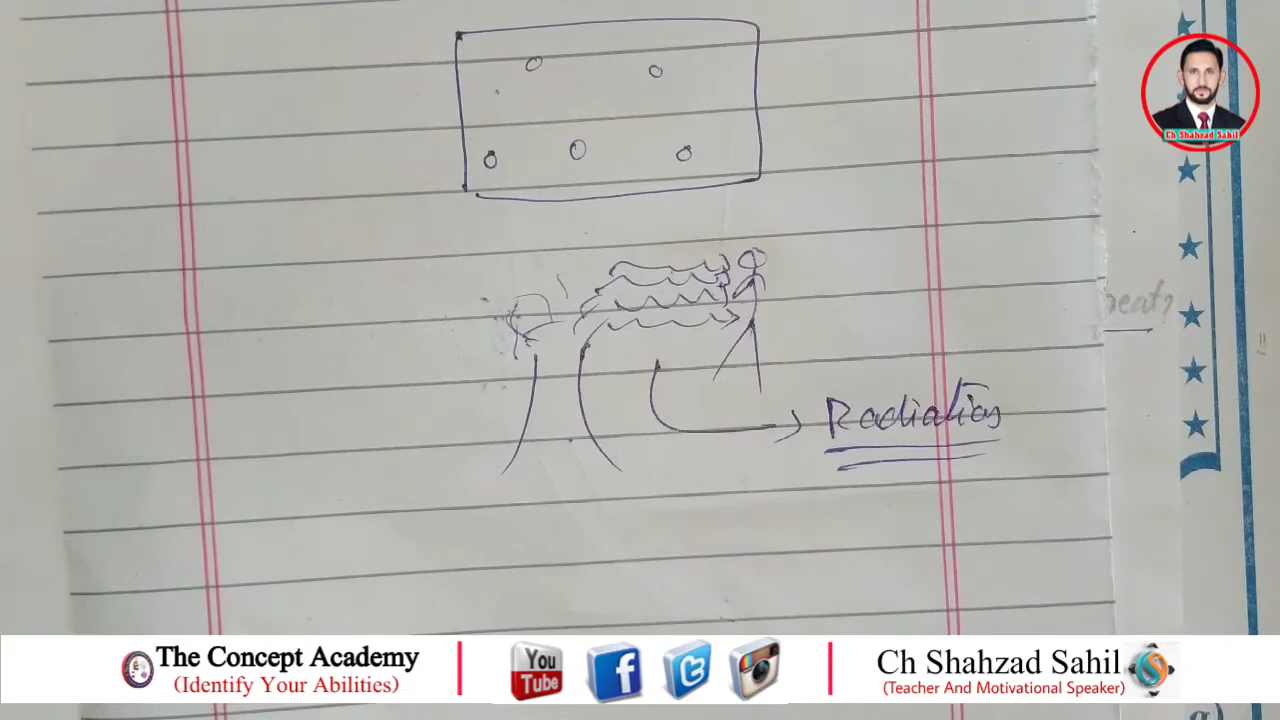 Ch Shahzad Sahil
heat?
Radiation
The Concept Academy
(Identify Your Abilities)
You
Tube
Ch Shahzad Sahil
(Teacher And Motivational Speaker)